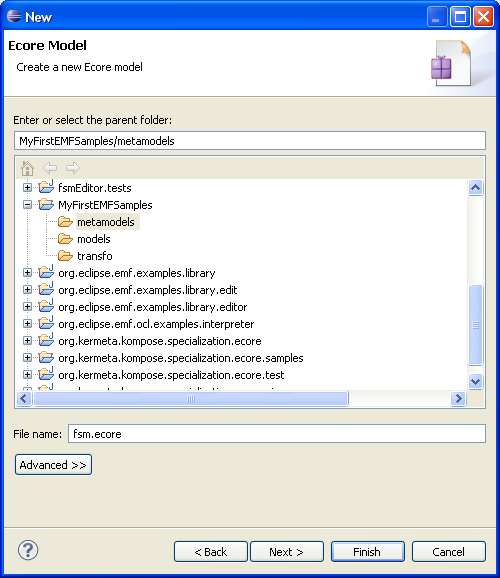 New
Ecore Model
Create a new Ecore model
Enter or select the parent folder:
MyFirstEMFSamples/metamodels
fsmEditor.tests
MyFirstEMFSamples
metamodels
models
transfo
org.eclipse.emf.examples.library
org.eclipse.emf.examples.library.edit
org.eclipse.emf.examples.library.editor
org.eclipse.emf.ocl.examples.interpreter
org.kermeta.kompose.specialization.ecore
org.kermeta.kompose.specialization.ecore.samples
org.kermeta.kompose.specialization.ecore.test
File name: fsm.ecore
Advanced >>
? < Back Next > Finish Cancel